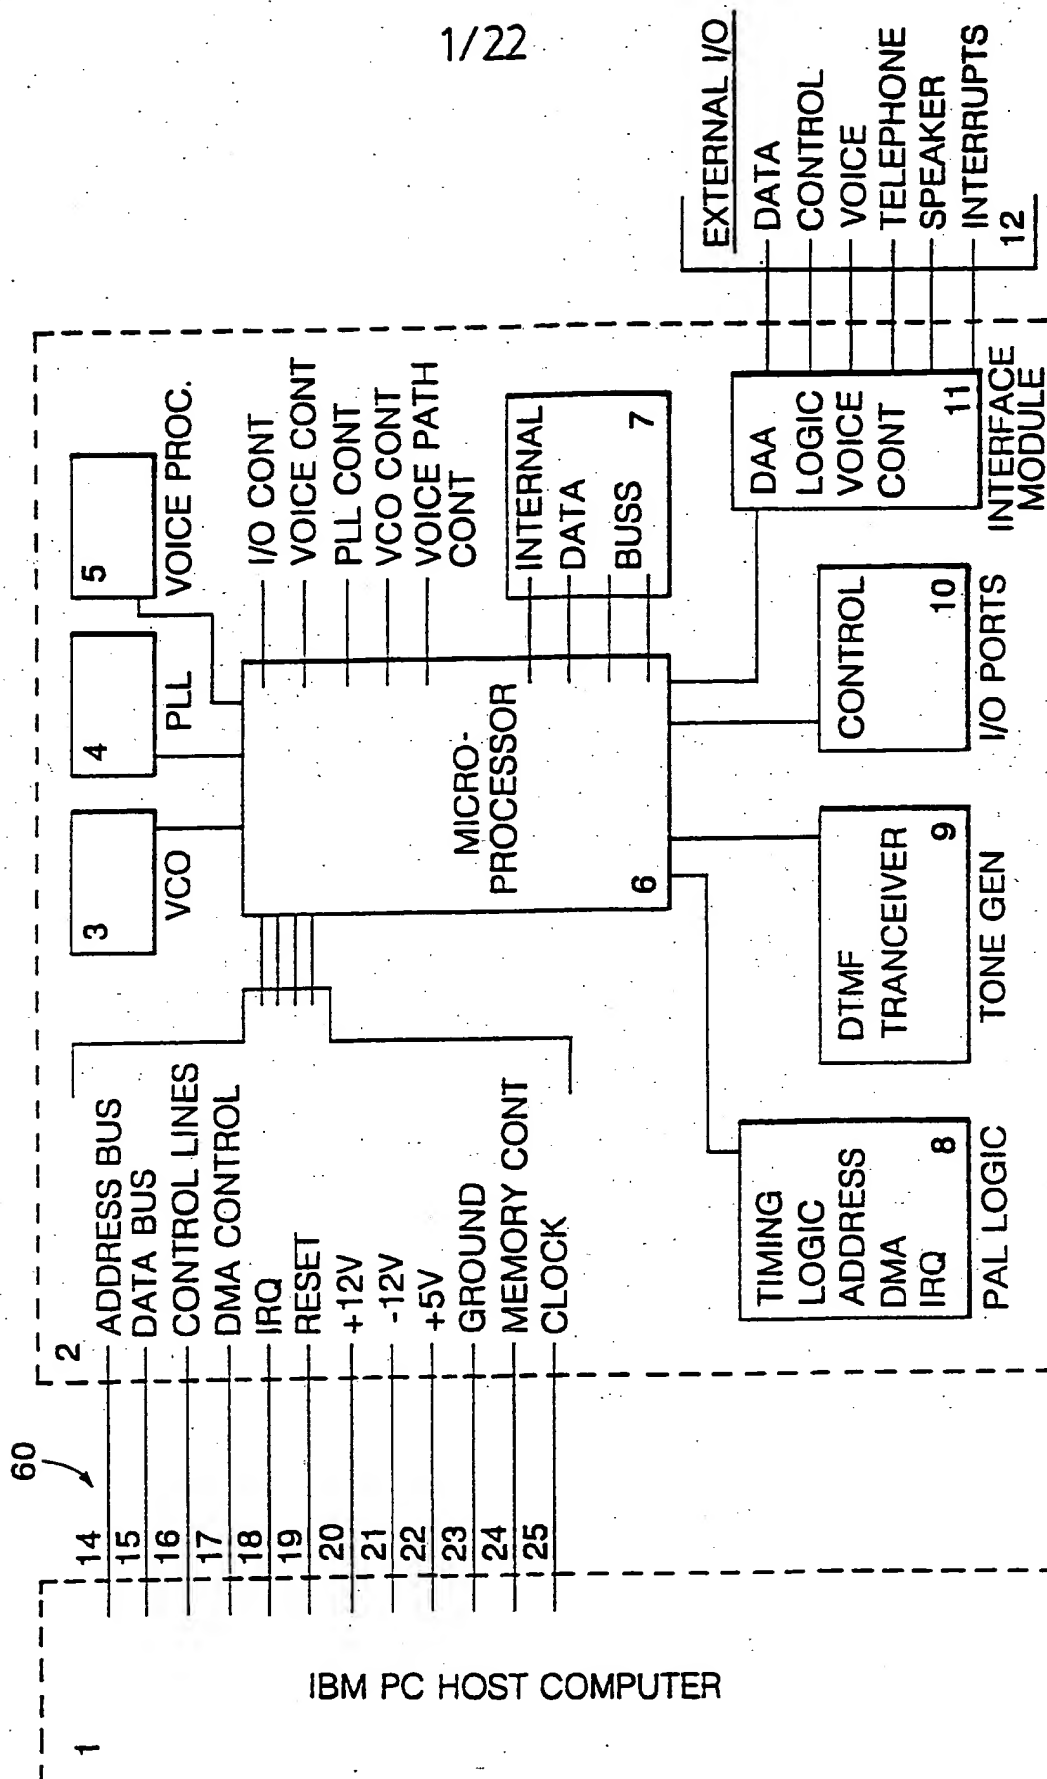 1/22
1
IBM PC HOST COMPUTER
60
14
15
16
17
18
19
20
21
22
23
24
25
2
ADDRESS BUS
DATA BUS
CONTROL LINES
DMA CONTROL
IRQ
RESET
+12V
-12V
+5V
GROUND
MEMORY CONT
CLOCK
3
VCO
4
PLL
5
VOICE PROC.
MICRO-
PROCESSOR
6
I/O CONT
VOICE CONT
PLL CONT
VCO CONT
VOICE PATH
CONT
INTERNAL
DATA
BUSS
7
TIMING
LOGIC
ADDRESS
DMA
IRQ
8
PAL LOGIC
DTMF
TRANCEIVER
9
TONE GEN
CONTROL
10
I/O PORTS
DAA
LOGIC
VOICE
CONT
11
INTERFACE
MODULE
EXTERNAL I/O
DATA
CONTROL
VOICE
TELEPHONE
SPEAKER
INTERRUPTS
12